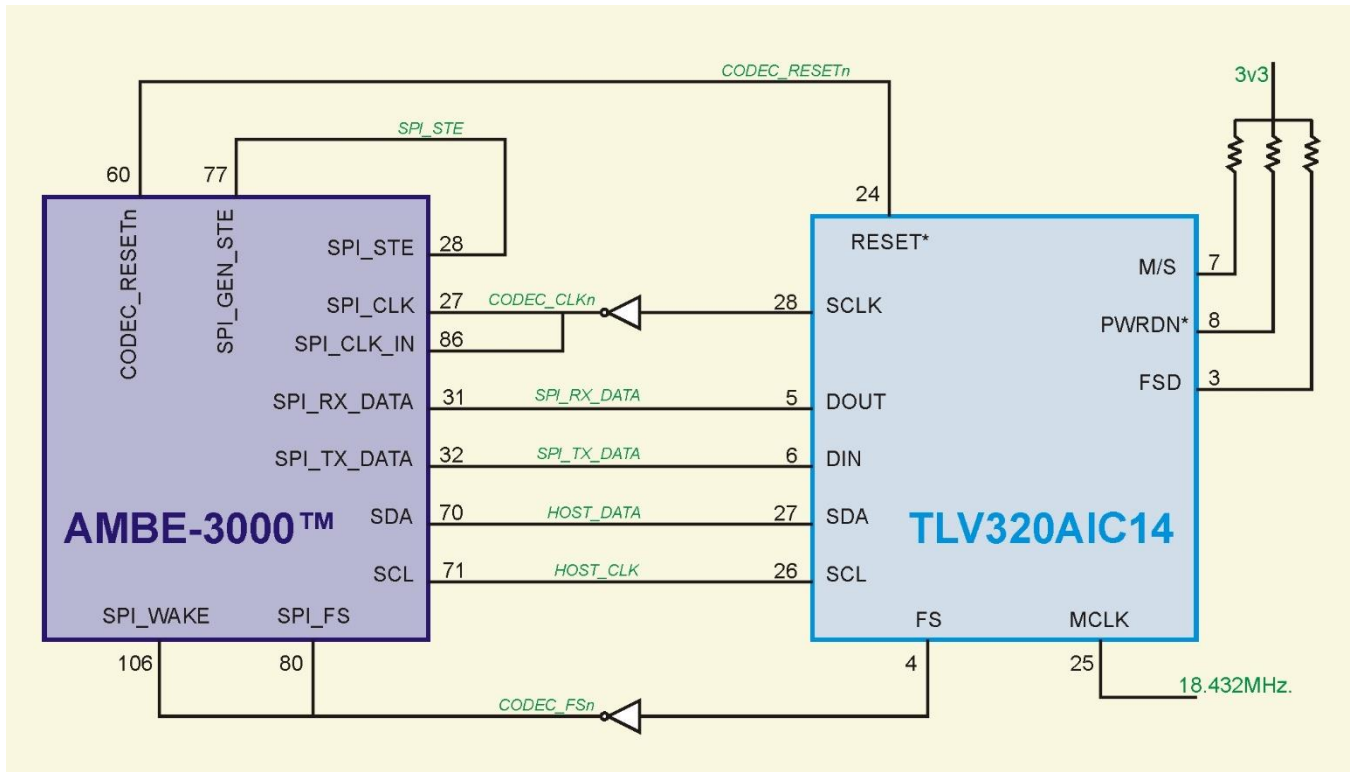 CODEC_RESETn
3v3
SPI_STE
60
77
24
CODEC_RESETn
SPI_GEN_STE
SPI_STE
28
RESET*
M/S
7
SPI_CLK
27
CODEC_CLKn
28
SCLK
SPI_CLK_IN
86
PWRDN*
8
FSD
3
SPI_RX_DATA
31
SPI_RX_DATA
5
DOUT
SPI_TX_DATA
32
SPI_TX_DATA
6
DIN
AMBE-3000™
SDA
70
HOST_DATA
27
SDA
TLV320AIC14
SCL
71
HOST_CLK
26
SCL
SPI_WAKE
SPI_FS
FS
MCLK
106
80
4
25
18.432MHz.
CODEC_FSn